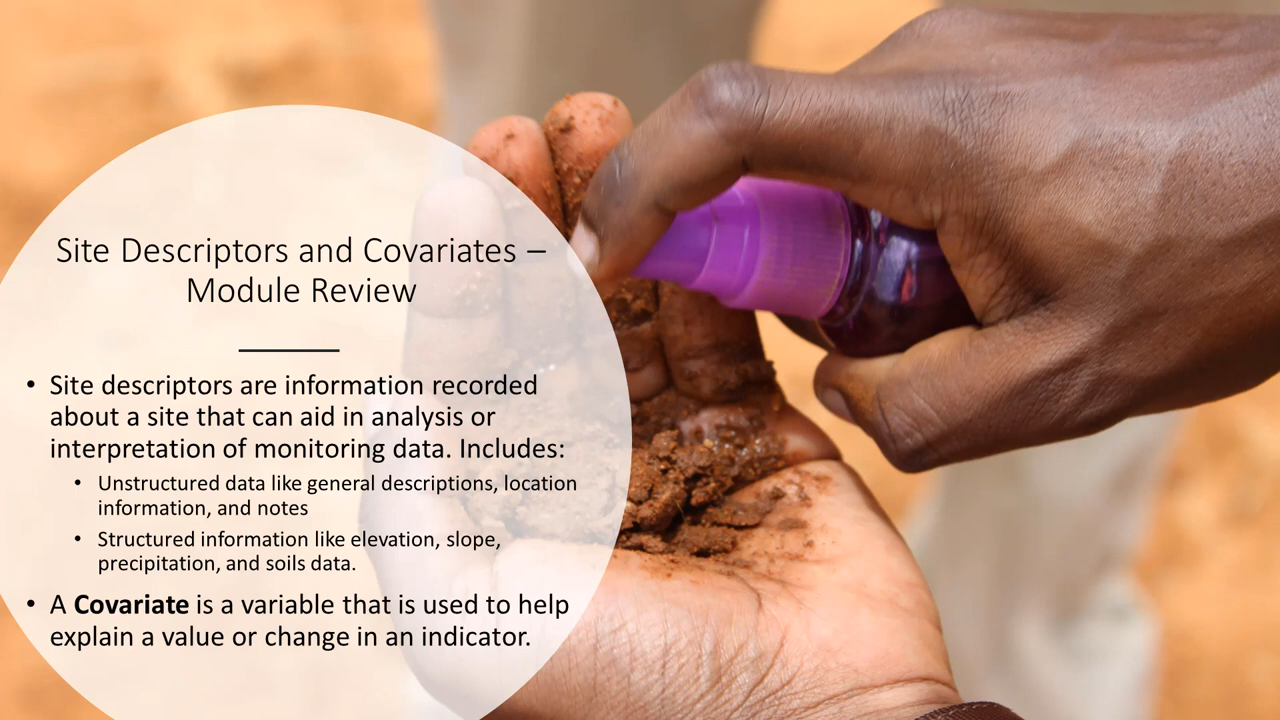 Site Descriptors and Covariates –
Module Review
• Site descriptors are information recorded
about a site that can aid in analysis or
interpretation of monitoring data. Includes:
• Unstructured data like general descriptions, location
information, and notes
• Structured information like elevation, slope,
precipitation, and soils data.
• A Covariate is a variable that is used to help
explain a value or change in an indicator.